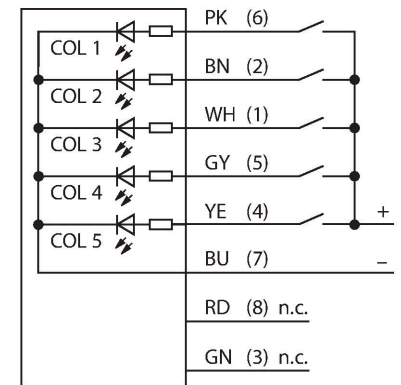 PK (6)
COL 1
BN (2)
COL 2
WH (1)
COL 3
GY (5)
COL 4
YE (4) +
COL 5
BU (7) –
RD (8) n.c.
GN (3) n.c.